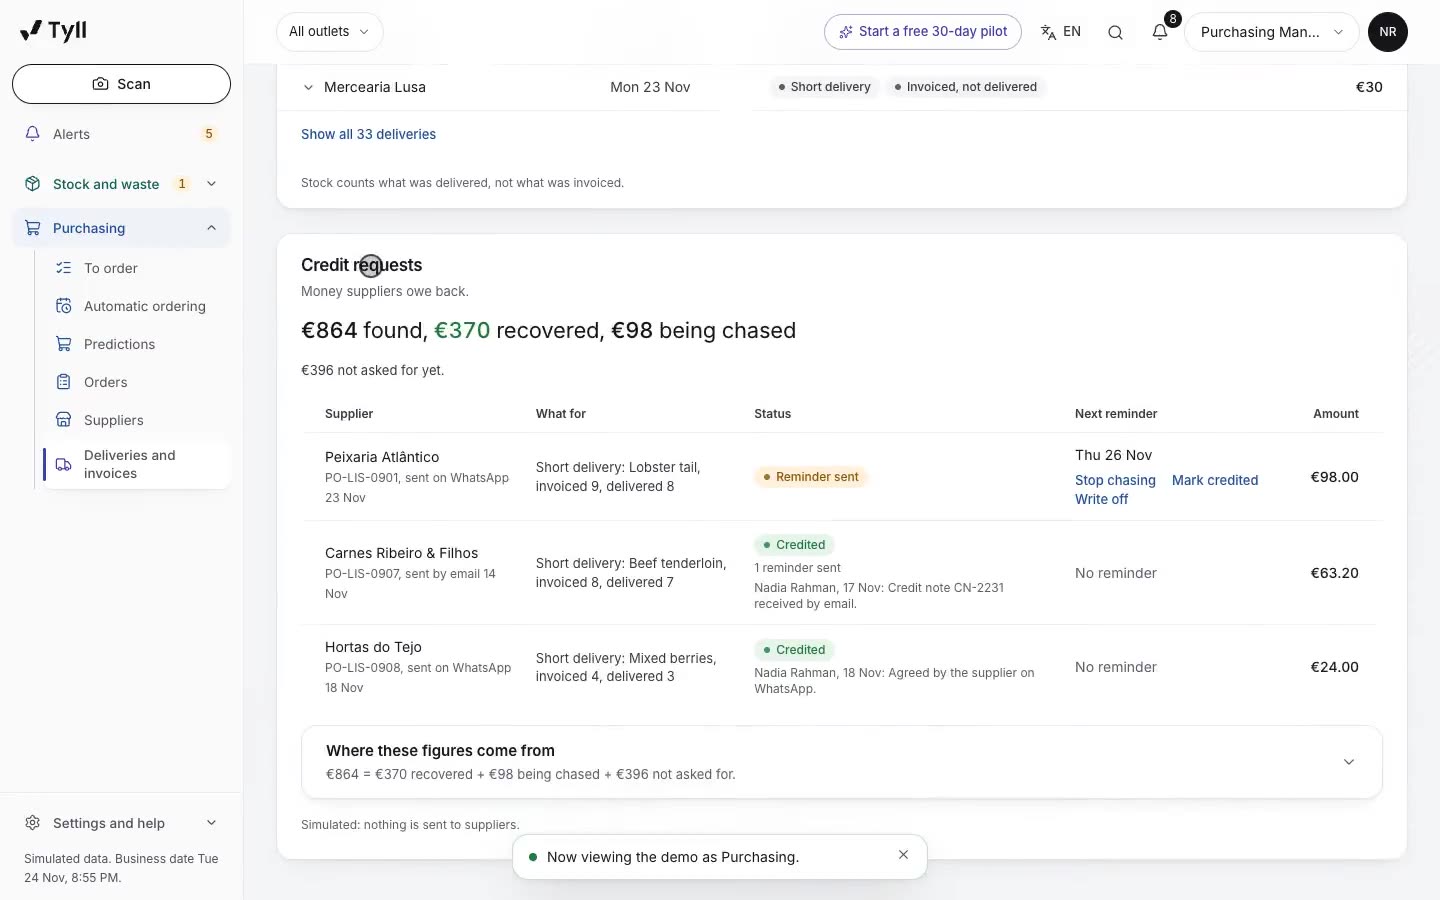 Tyll
All outlets
Start a free 30-day pilot
EN
8
Purchasing Man...
NR
Scan
Alerts
5
Stock and waste
1
Purchasing
To order
Automatic ordering
Predictions
Orders
Suppliers
Deliveries and
invoices
Settings and help
Simulated data. Business date Tue
24 Nov, 8:55 PM.
Mercearia Lusa
Mon 23 Nov
Short delivery
Invoiced, not delivered
€30
Show all 33 deliveries
Stock counts what was delivered, not what was invoiced.
Credit requests
Money suppliers owe back.
€864 found, €370 recovered, €98 being chased
€396 not asked for yet.
Supplier
What for
Status
Next reminder
Amount
Peixaria Atlântico
PO-LIS-0901, sent on WhatsApp
23 Nov
Short delivery: Lobster tail,
invoiced 9, delivered 8
Reminder sent
Thu 26 Nov
Stop chasing
Mark credited
Write off
€98.00
Carnes Ribeiro & Filhos
PO-LIS-0907, sent by email 14
Nov
Short delivery: Beef tenderloin,
invoiced 8, delivered 7
Credited
1 reminder sent
Nadia Rahman, 17 Nov: Credit note CN-2231
received by email.
No reminder
€63.20
Hortas do Tejo
PO-LIS-0908, sent on WhatsApp
18 Nov
Short delivery: Mixed berries,
invoiced 4, delivered 3
Credited
Nadia Rahman, 18 Nov: Agreed by the supplier on
WhatsApp.
No reminder
€24.00
Where these figures come from
€864 = €370 recovered + €98 being chased + €396 not asked for.
Simulated: nothing is sent to suppliers.
Now viewing the demo as Purchasing.